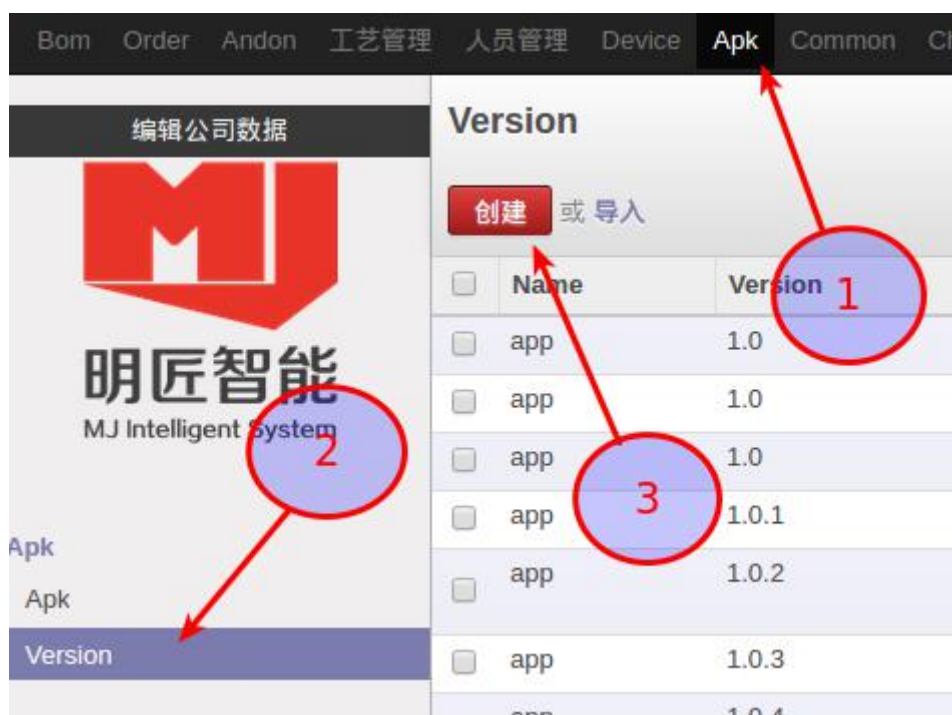 Bom Order Andon 工艺管理 人员管理 Device Apk Common
编辑公司数据
Version
创建 或 导入
Name Version
1
app 1.0
明匠智能
app 1.0
MJ Intelligent System
2
app 1.0
3
app 1.0.1
Apk
app 1.0.2
Apk
Version
app 1.0.3